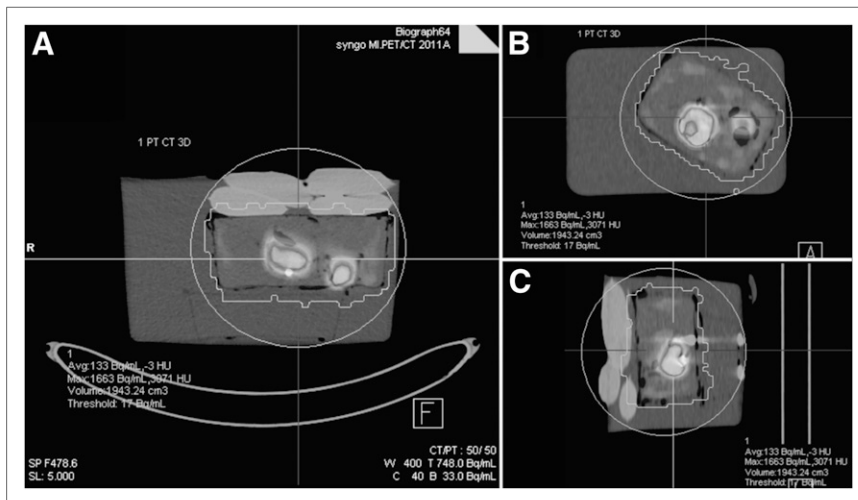 A
Biograph64
syngo MI.PET/CT 2011A
1 PT CT 3D
R
1
Avg:133 Bq/mL,-3 HU
Max:1663 Bq/mL,3071 HU
Volume:1943.24 cm3
Threshold: 17 Bq/mL
F
SP F478.6
SL: 5.000
CT/PT : 50/ 50
W 400 T 748.0 Bq/mL
C 40 B 33.0 Bq/mL
B
1 PT CT 3D
1
Avg:133 Bq/mL,-3 HU
Max:1663 Bq/mL,3071 HU
Volume:1943.24 cm3
Threshold: 17 Bq/mL
A
C
1
Avg:133 Bq/mL,-3 HU
Max:1663 Bq/mL,3071 HU
Volume:1943.24 cm3
Threshold: 17 Bq/mL